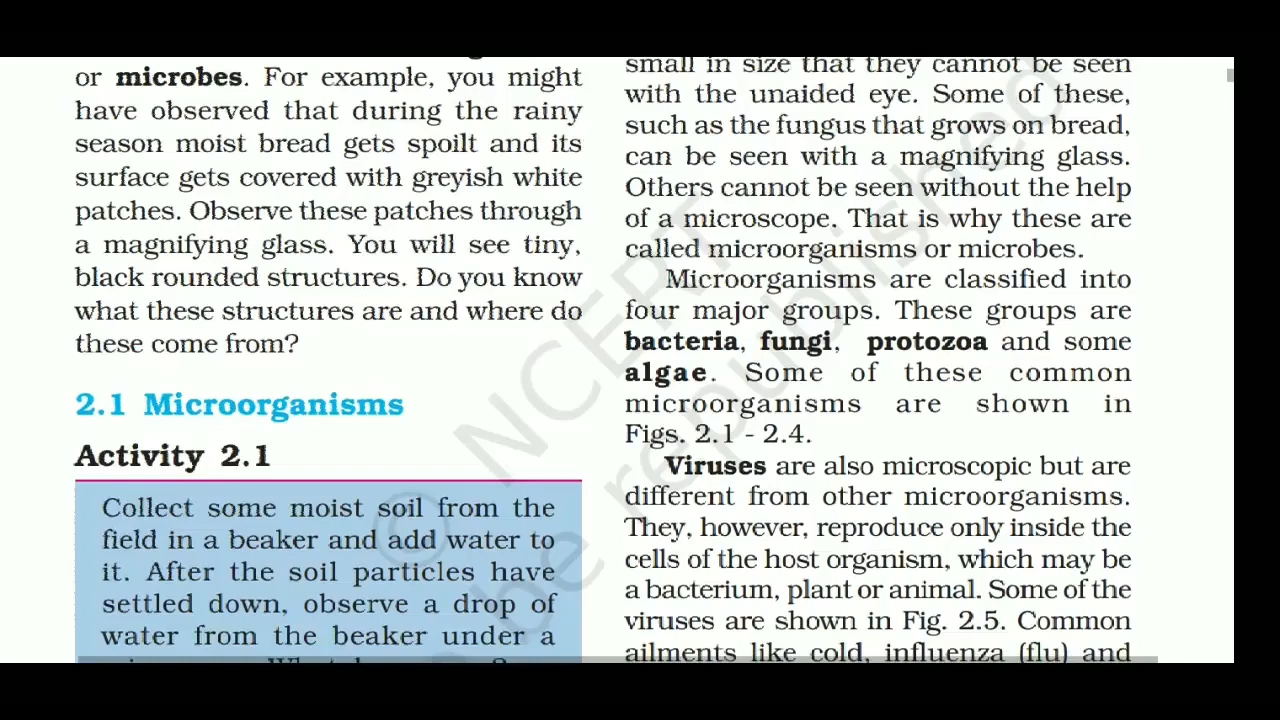 or microbes. For example, you might
have observed that during the rainy
season moist bread gets spoilt and its
surface gets covered with greyish white
patches. Observe these patches through
a magnifying glass. You will see tiny,
black rounded structures. Do you know
what these structures are and where do
these come from?
2.1 Microorganisms
Activity 2.1
Collect some moist soil from the
field in a beaker and add water to
it. After the soil particles have
settled down, observe a drop of
water from the beaker under a
small in size that they cannot be seen
with the unaided eye. Some of these,
such as the fungus that grows on bread,
can be seen with a magnifying glass.
Others cannot be seen without the help
of a microscope. That is why these are
called microorganisms or microbes.
Microorganisms are classified into
four major groups. These groups are
bacteria, fungi, protozoa and some
algae. Some of these common
microorganisms are shown in
Figs. 2.1 - 2.4.
Viruses are also microscopic but are
different from other microorganisms.
They, however, reproduce only inside the
cells of the host organism, which may be
a bacterium, plant or animal. Some of the
viruses are shown in Fig. 2.5. Common
ailments like cold, influenza (flu) and
© NCERT
be republished